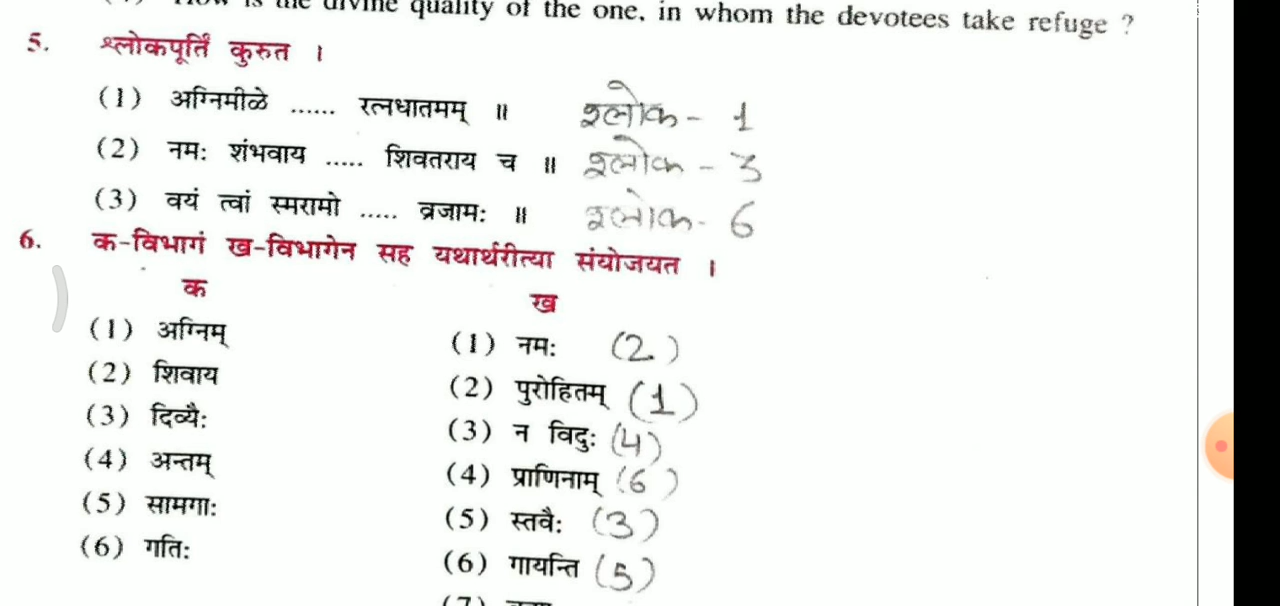 How is the divine quality of the one, in whom the devotees take refuge ?
5. श्लोकपूर्तिं कुरुत ।
(1) अग्निमीळे ...... रत्नधातमम् ॥ श्लोक - 1
(2) नमः शंभवाय ..... शिवतराय च ॥ श्लोक - 3
(3) वयं त्वां स्मरामो ..... व्रजामः ॥ श्लोक - 6
6. क-विभागं ख-विभागेन सह यथार्थरीत्या संयोजयत ।
क ख
(1) अग्निम् (1) नमः (2)
(2) शिवाय (2) पुरोहितम् (1)
(3) दिव्यैः (3) न विदुः (4)
(4) अन्तम् (4) प्राणिनाम् (6)
(5) सामगाः (5) स्तवैः (3)
(6) गतिः (6) गायन्ति (5)
(7)